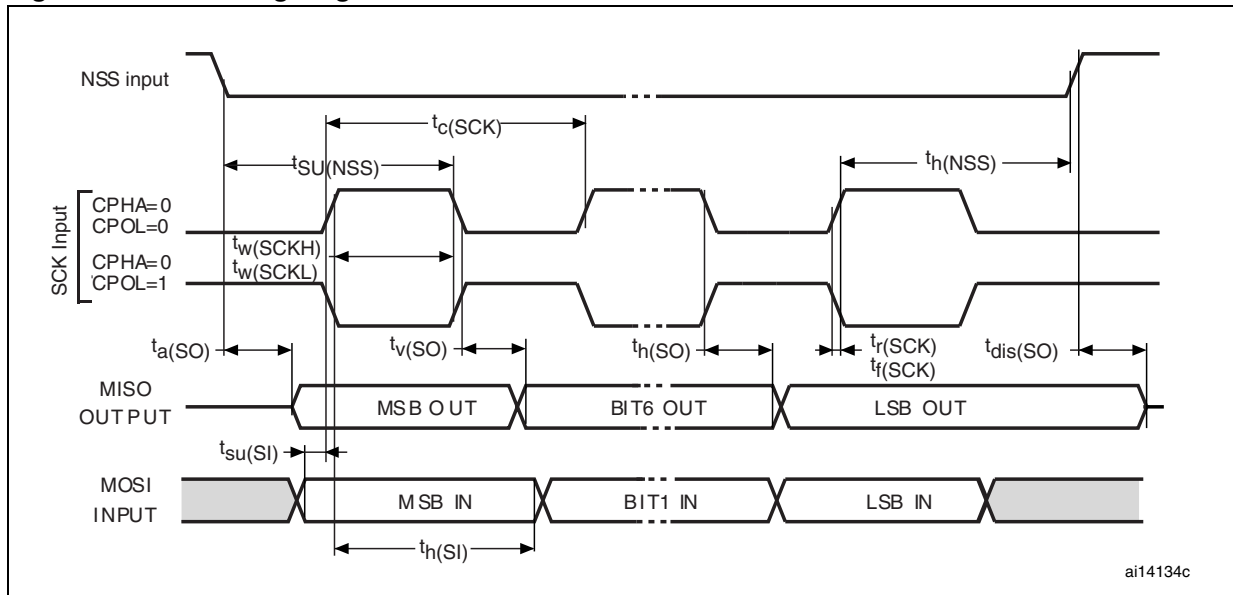 NSS input
tc(SCK)
tSU(NSS)
th(NSS)
SCK Input
CPHA=0
CPOL=0
tw(SCKH)
CPHA=0
tw(SCKL)
CPOL=1
ta(SO)
tv(SO)
th(SO)
tr(SCK)
tf(SCK)
tdis(SO)
MISO
OUTPUT
MSB OUT
BIT6 OUT
LSB OUT
tsu(SI)
MOSI
INPUT
MSB IN
BIT1 IN
LSB IN
th(SI)
ai14134c